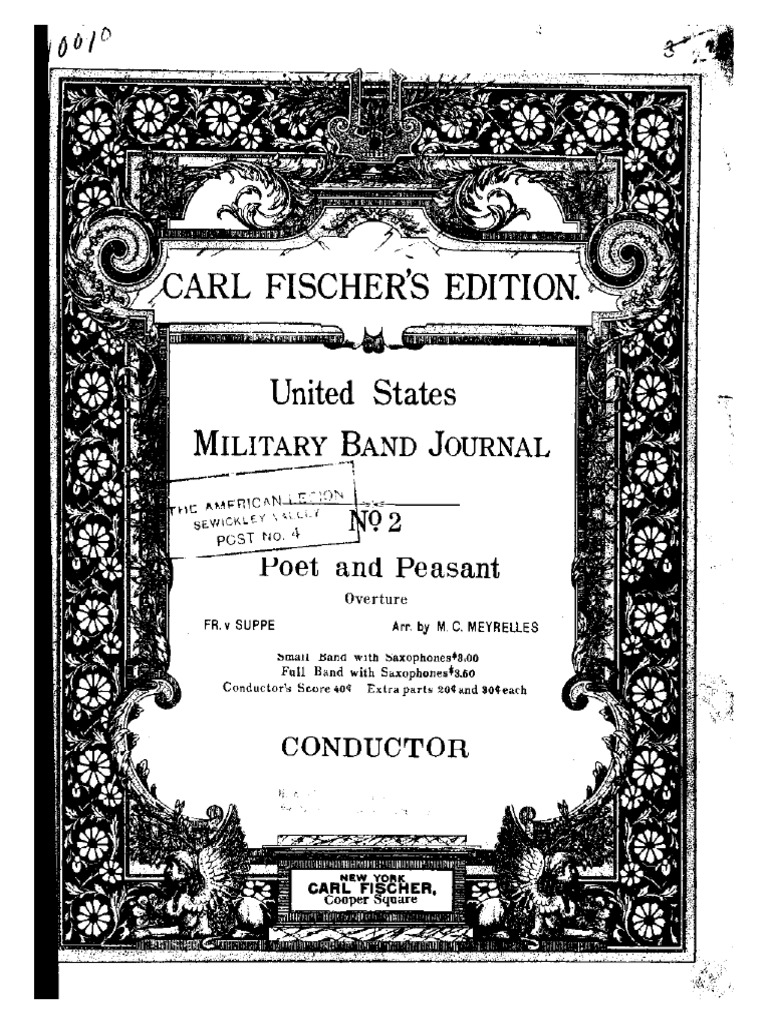 10010
3
CARL FISCHER'S EDITION.
United States
MILITARY BAND JOURNAL
THE AMERICAN LEGION
SEWICKLEY VALLEY
POST NO. 4
Nº 2
Poet and Peasant
Overture
FR. v SUPPE Arr. by M. C. MEYRELLES
Small Band with Saxophones $3.00
Full Band with Saxophones $3.60
Conductor's Score 40¢ Extra parts 20¢ and 30¢ each
CONDUCTOR
NEW YORK
CARL FISCHER,
Cooper Square